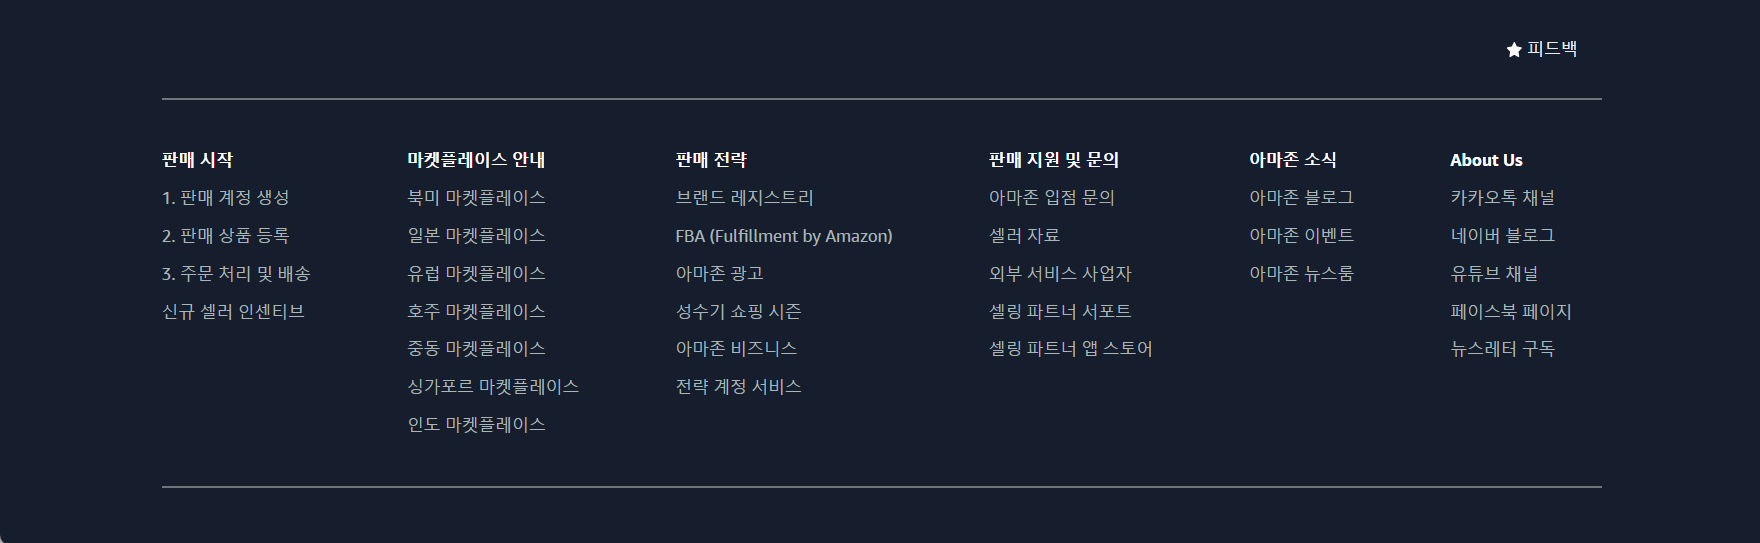 피드백
판매 시작
1. 판매 계정 생성
2. 판매 상품 등록
3. 주문 처리 및 배송
신규 셀러 인센티브
마켓플레이스 안내
북미 마켓플레이스
일본 마켓플레이스
유럽 마켓플레이스
호주 마켓플레이스
중동 마켓플레이스
싱가포르 마켓플레이스
인도 마켓플레이스
판매 전략
브랜드 레지스트리
FBA (Fulfillment by Amazon)
아마존 광고
성수기 쇼핑 시즌
아마존 비즈니스
전략 계정 서비스
판매 지원 및 문의
아마존 입점 문의
셀러 자료
외부 서비스 사업자
셀링 파트너 서포트
셀링 파트너 앱 스토어
아마존 소식
아마존 블로그
아마존 이벤트
아마존 뉴스룸
About Us
카카오톡 채널
네이버 블로그
유튜브 채널
페이스북 페이지
뉴스레터 구독